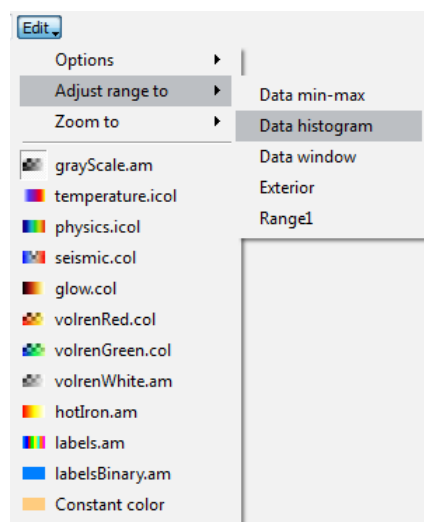 Edit
Options
Adjust range to
Zoom to
grayScale.am
temperature.icol
physics.icol
seismic.col
glow.col
volrenRed.col
volrenGreen.col
volrenWhite.am
hotIron.am
labels.am
labelsBinary.am
Constant color
Data min-max
Data histogram
Data window
Exterior
Range1